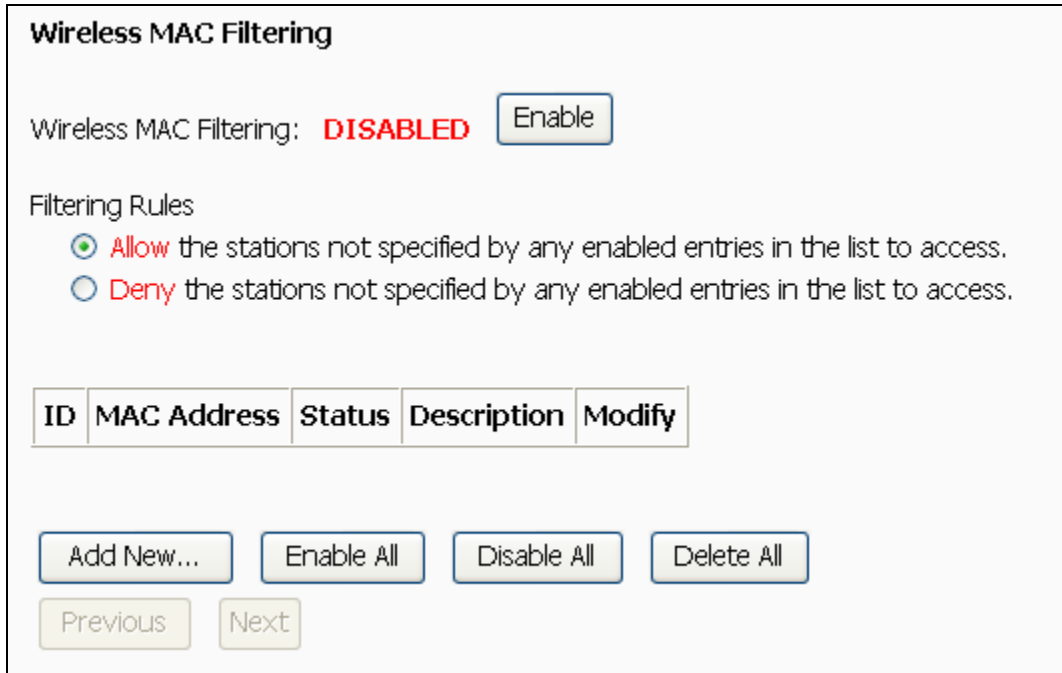 Wireless MAC Filtering
Wireless MAC Filtering: DISABLED Enable
Filtering Rules
Allow the stations not specified by any enabled entries in the list to access.
Deny the stations not specified by any enabled entries in the list to access.
ID MAC Address Status Description Modify
Add New... Enable All Disable All Delete All
Previous Next